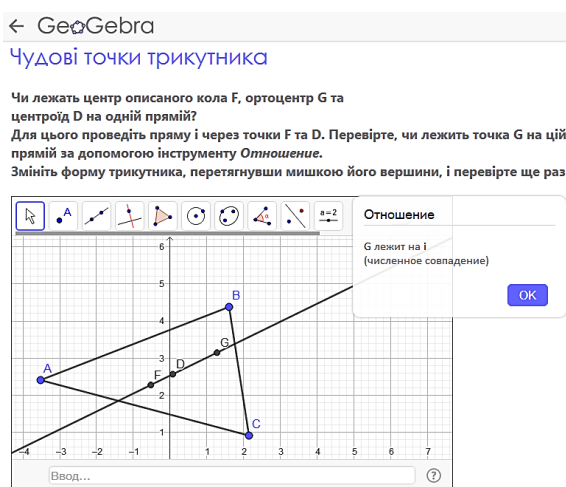 ← GeoGebra
Чудові точки трикутника
Чи лежать центр описаного кола F, ортоцентр G та
центроїд D на одній прямій?
Для цього проведіть пряму і через точки F та D. Перевірте, чи лежить точка G на цій
прямій за допомогою інструменту Отношение.
Змініть форму трикутника, перетягнувши мишкою його вершини, і перевірте ще раз
A
a=2
Отношение
G лежит на i
(численное совпадение)
OK
6
5
B
4
G
3
A
F
D
2
C
1
-4 -3 -2 -1 1 2 3 4 5 6 7
Ввод...
?